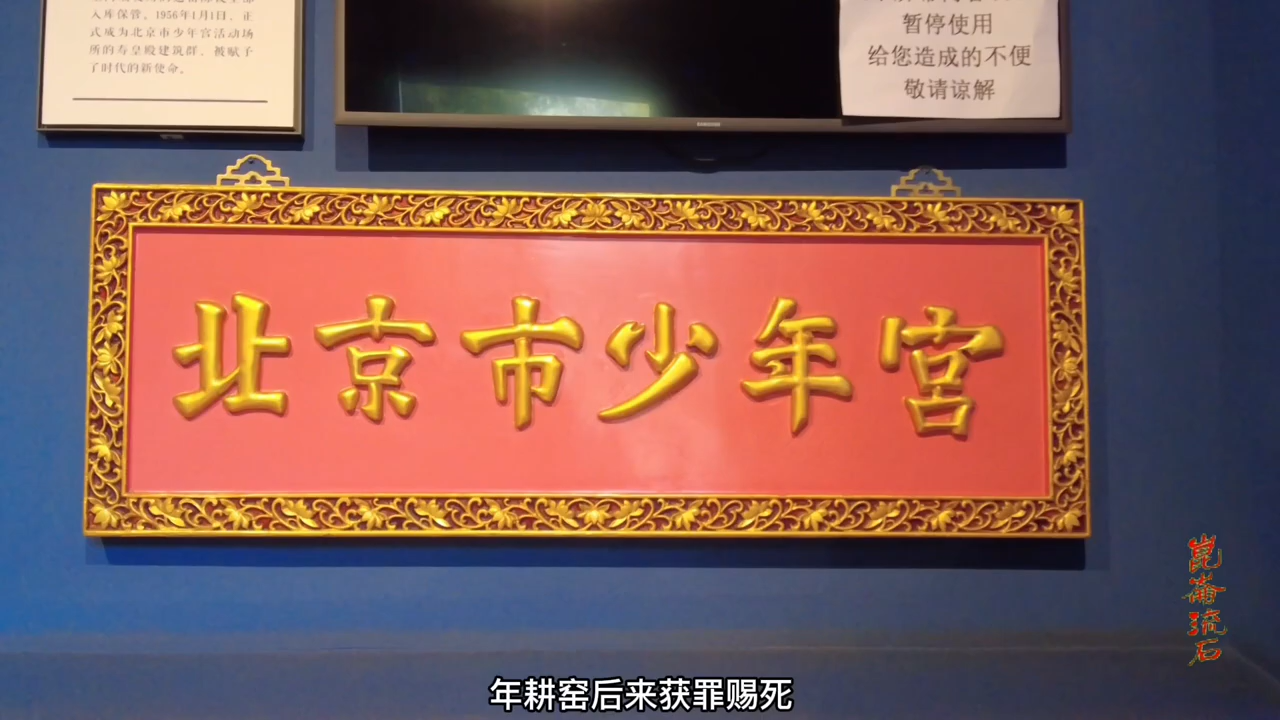 入库保管。1956年1月1日，正
式成为北京市少年宫活动场
所的寿皇殿建筑群，被赋予
了时代的新使命。
暂停使用
给您造成的不便
敬请谅解
北京市少年宫
崑崙流石
年耕窑后来获罪赐死